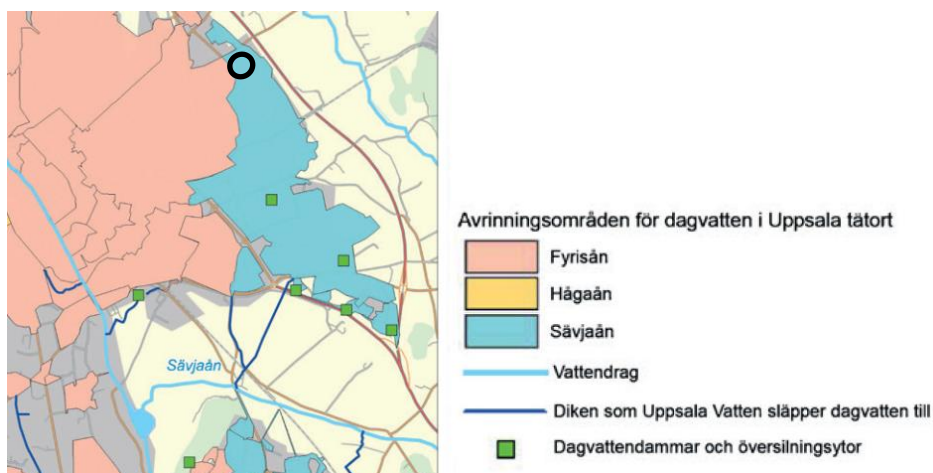 Sävjaån
Avrinningsområden för dagvatten i Uppsala tätort
Fyrisån
Hågaån
Sävjaån
Vattendrag
Diken som Uppsala Vatten släpper dagvatten till
Dagvattendammar och översilningsytor